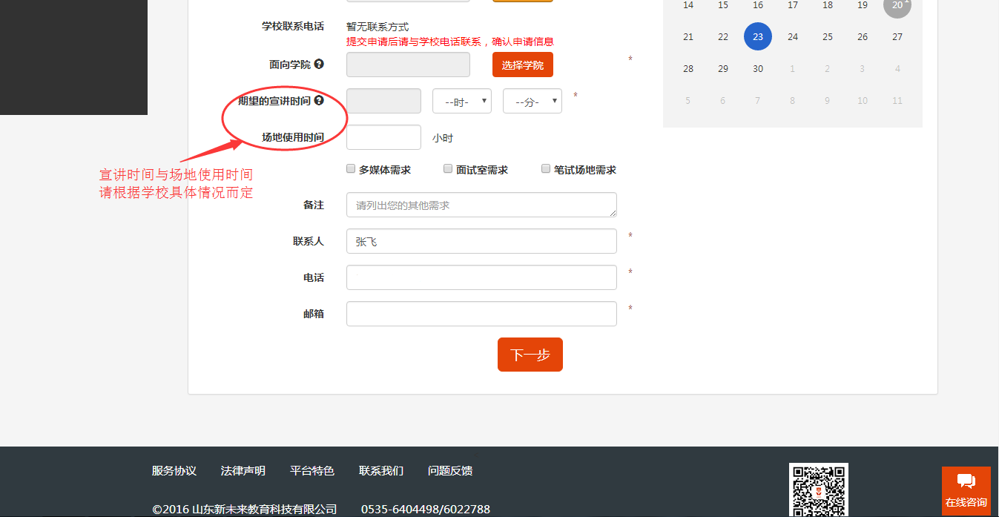 14 15 16 17 18 19 20 1
学校联系电话 暂无联系方式
提交申请后请与学校电话联系，确认申请信息
21 22 23 24 25 26 27
面向学院 ? 选择学院 *
28 29 30 1 2 3 4
期望的宣讲时间 ? --时- --分- *
5 6 7 8 9 10 11
场地使用时间 小时
多媒体需求 面试室需求 笔试场地需求
宣讲时间与场地使用时间
请根据学校具体情况而定
备注 请列出您的其他需求
联系人 张飞 *
电话 *
邮箱 *
下一步
服务协议 法律声明 平台特色 联系我们 问题反馈
在线咨询
©2016 山东新未来教育科技有限公司 0535-6404498/6022788